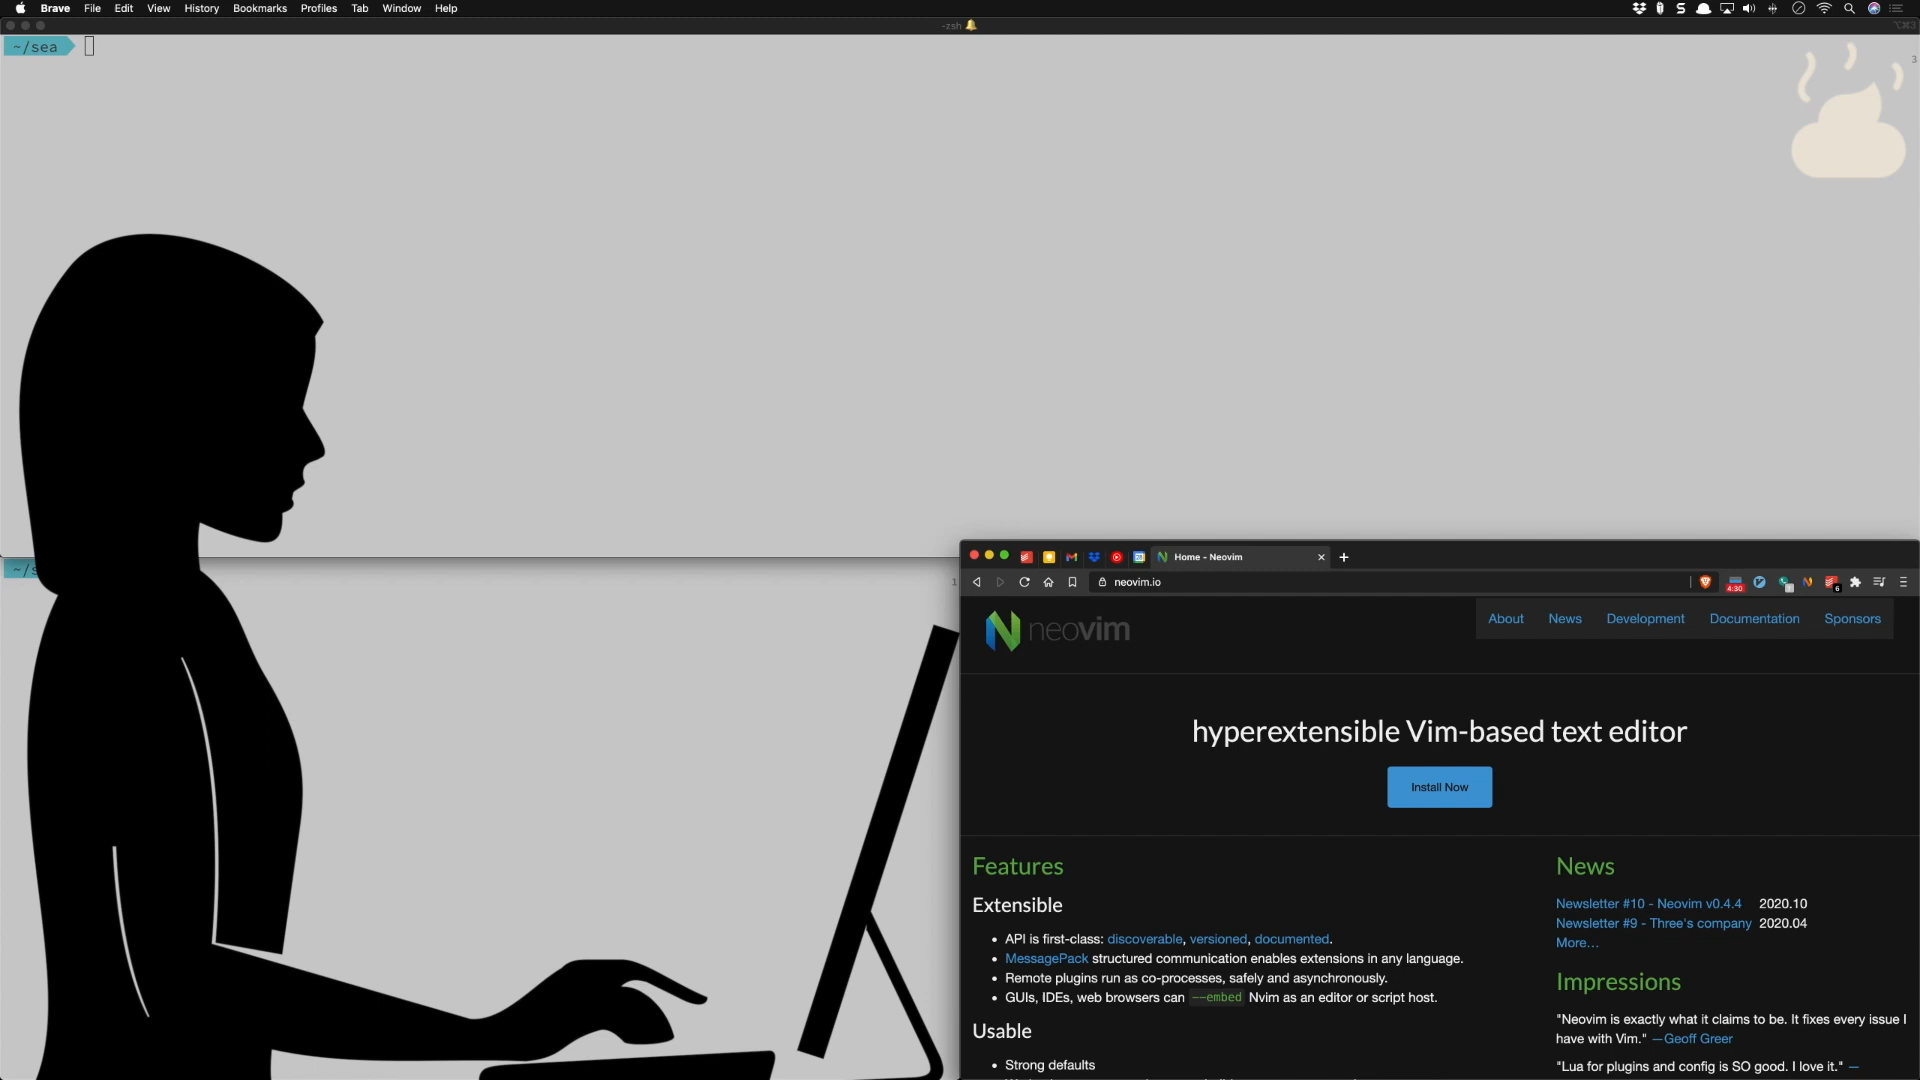 Brave File Edit View History Bookmarks Profiles Tab Window Help
-zsh
⌥⌘3
~/sea
3
~/s
1
Home - Neovim
neovim.io
4:30
6
neovim
About News Development Documentation Sponsors
hyperextensible Vim-based text editor
Install Now
Features
Extensible
• API is first-class: discoverable, versioned, documented.
• MessagePack structured communication enables extensions in any language.
• Remote plugins run as co-processes, safely and asynchronously.
• GUIs, IDEs, web browsers can --embed Nvim as an editor or script host.
Usable
• Strong defaults
News
Newsletter #10 - Neovim v0.4.4 2020.10
Newsletter #9 - Three's company 2020.04
More…
Impressions
"Neovim is exactly what it claims to be. It fixes every issue I
have with Vim." —Geoff Greer
"Lua for plugins and config is SO good. I love it." —